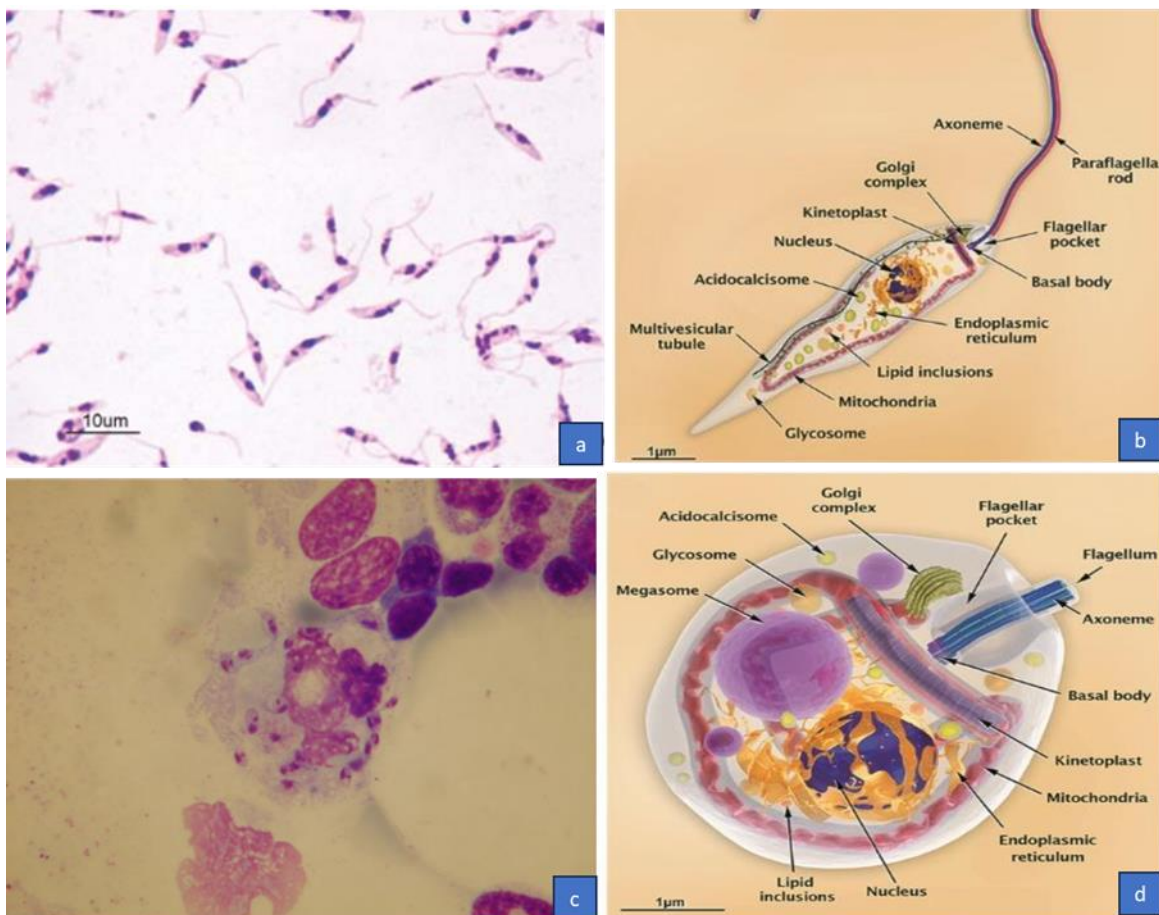 10um
a
Axoneme
Paraflagella
rod
Golgi
complex
Kinetoplast
Nucleus
Flagellar
pocket
Acidocalcisome
Basal body
Multivesicular
tubule
Endoplasmic
reticulum
Lipid inclusions
Mitochondria
Glycosome
1µm
b
c
Golgi
complex
Flagellar
pocket
Acidocalcisome
Glycosome
Flagellum
Megasome
Axoneme
Basal body
Kinetoplast
Mitochondria
Endoplasmic
reticulum
Lipid
inclusions
Nucleus
1µm
d